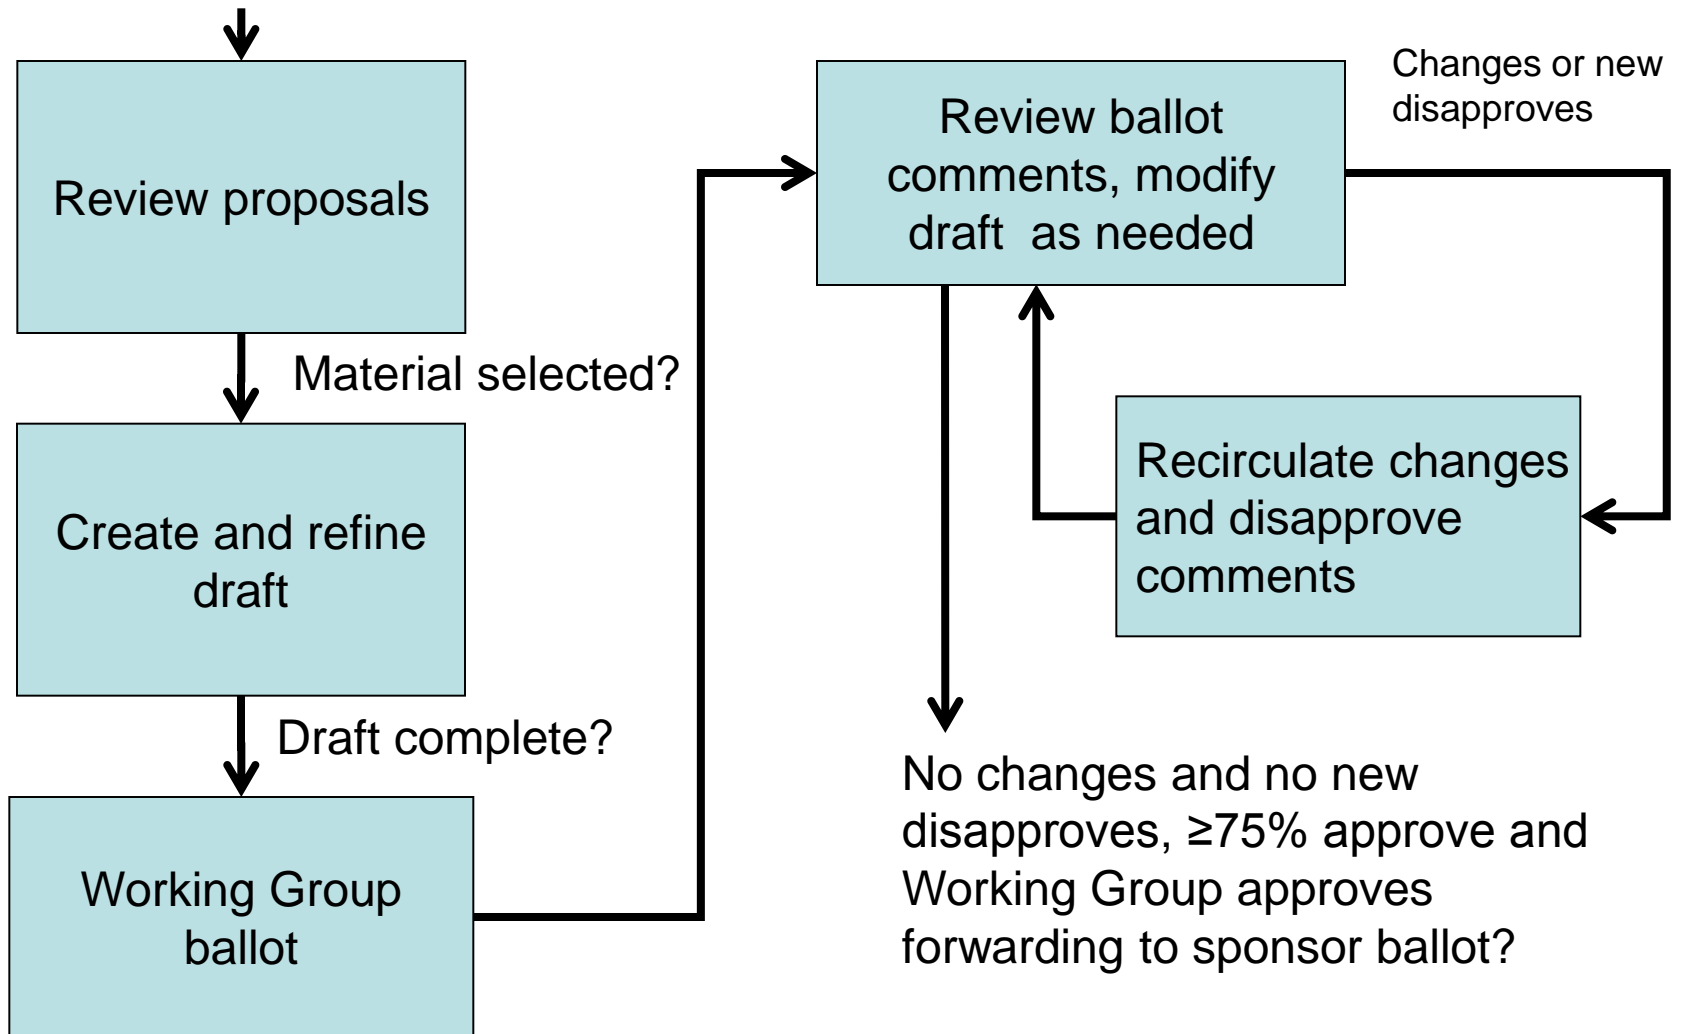 Review proposals
Material selected?
Create and refine
draft
Draft complete?
Working Group
ballot
Review ballot
comments, modify
draft  as needed
Changes or new
disapproves
Recirculate changes
and disapprove
comments
No changes and no new
disapproves, ≥75% approve and
Working Group approves
forwarding to sponsor ballot?